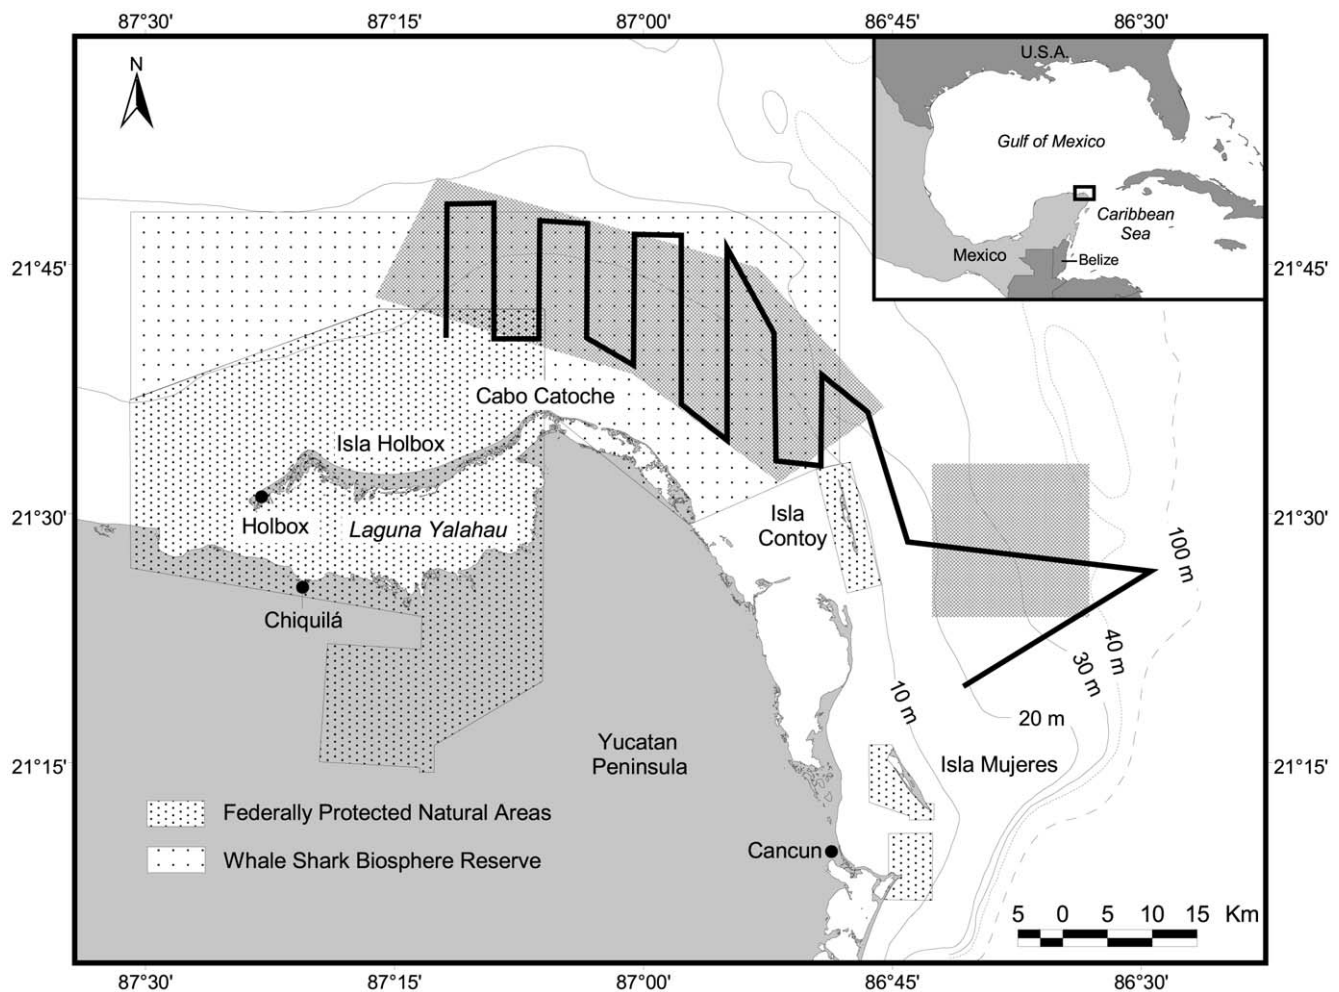 87°30' 87°15' 87°00' 86°45' 86°30'
N
U.S.A.
Gulf of Mexico
Caribbean
Sea
Mexico
Belize
21°45' 21°45'
Cabo Catoche
Isla Holbox
Holbox
Laguna Yalahau
Isla
Contoy
21°30' 21°30'
100 m
Chiquilá
40 m
30 m
10 m
20 m
Yucatan
Peninsula
Isla Mujeres
21°15' 21°15'
Federally Protected Natural Areas
Whale Shark Biosphere Reserve
Cancun
5 0 5 10 15 Km
87°30' 87°15' 87°00' 86°45' 86°30'